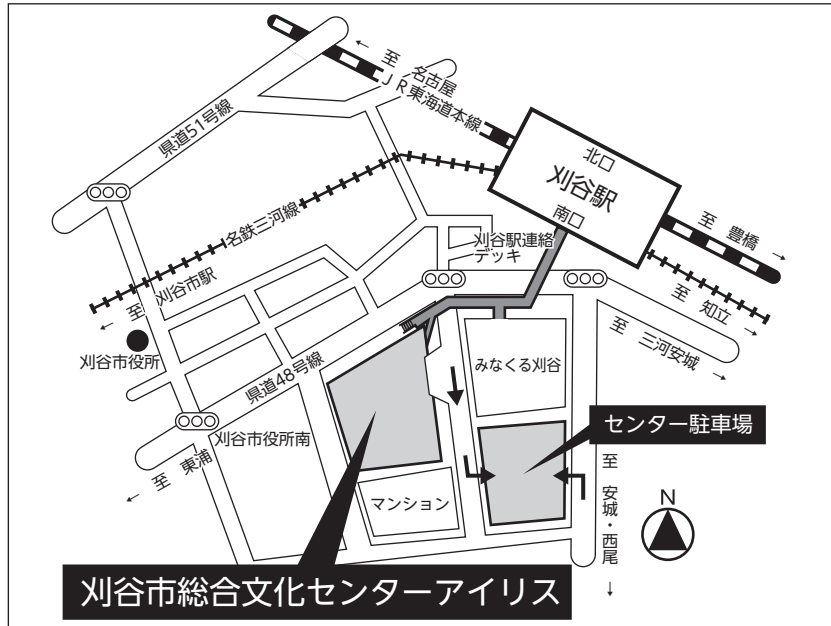 ← 至 名古屋
JR東海道本線
県道51号線
北口
刈谷駅
南口
至 豊橋 →
名鉄三河線
刈谷駅連絡
デッキ
← 至 刈谷市駅
至 知立 →
至 三河安城 →
刈谷市役所
県道48号線
みなくる刈谷
刈谷市役所南
センター駐車場
← 至 東浦
マンション
至 安城・西尾 →
N
刈谷市総合文化センターアイリス